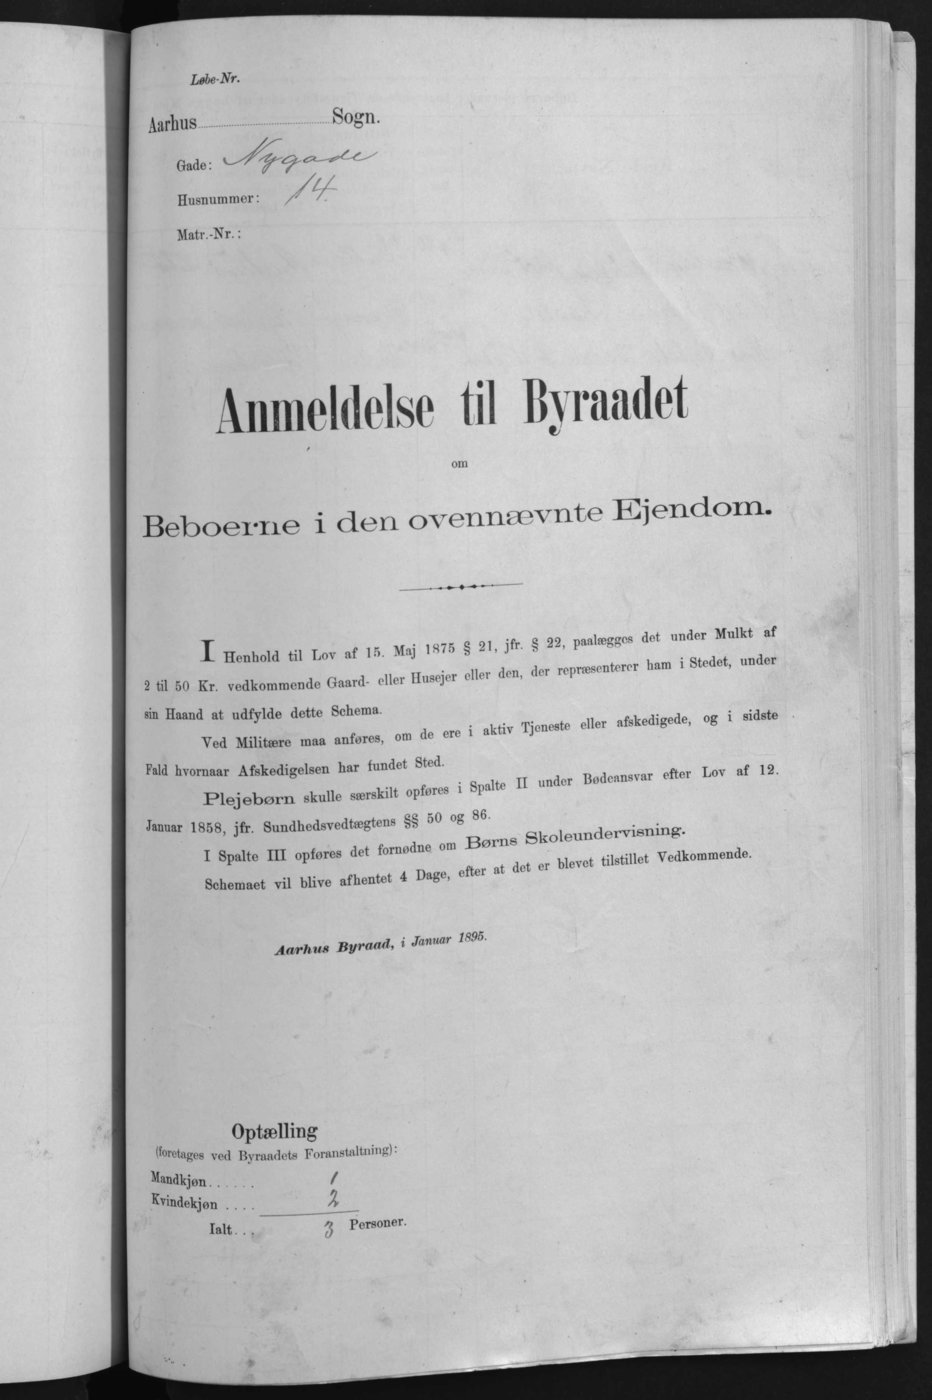 Løbe-Nr.
Aarhus Sogn.
Gade: Nygade
Husnummer: 14.
Matr.-Nr.:
Anmeldelse til Byraadet
om
Beboerne i den ovennævnte Ejendom.
I Henhold til Lov af 15. Maj 1875 § 21, jfr. § 22, paalægges det under Mulkt af
2 til 50 Kr. vedkommende Gaard- eller Husejer eller den, der repræsenterer ham i Stedet, under
sin Haand at udfylde dette Schema.
Ved Militære maa anføres, om de ere i aktiv Tjeneste eller afskedigede, og i sidste
Fald hvornaar Afskedigelsen har fundet Sted.
Plejebørn skulle særskilt opføres i Spalte II under Bødeansvar efter Lov af 12.
Januar 1858, jfr. Sundhedsvedtægtens §§ 50 og 86.
I Spalte III opføres det fornødne om Børns Skoleundervisning.
Schemaet vil blive afhentet 4 Dage, efter at det er blevet tilstillet Vedkommende.
Aarhus Byraad, i Januar 1895.
Optælling
(foretages ved Byraadets Foranstaltning):
Mandkjøn...... 1
Kvindekjøn .... 2
Ialt... 3 Personer.